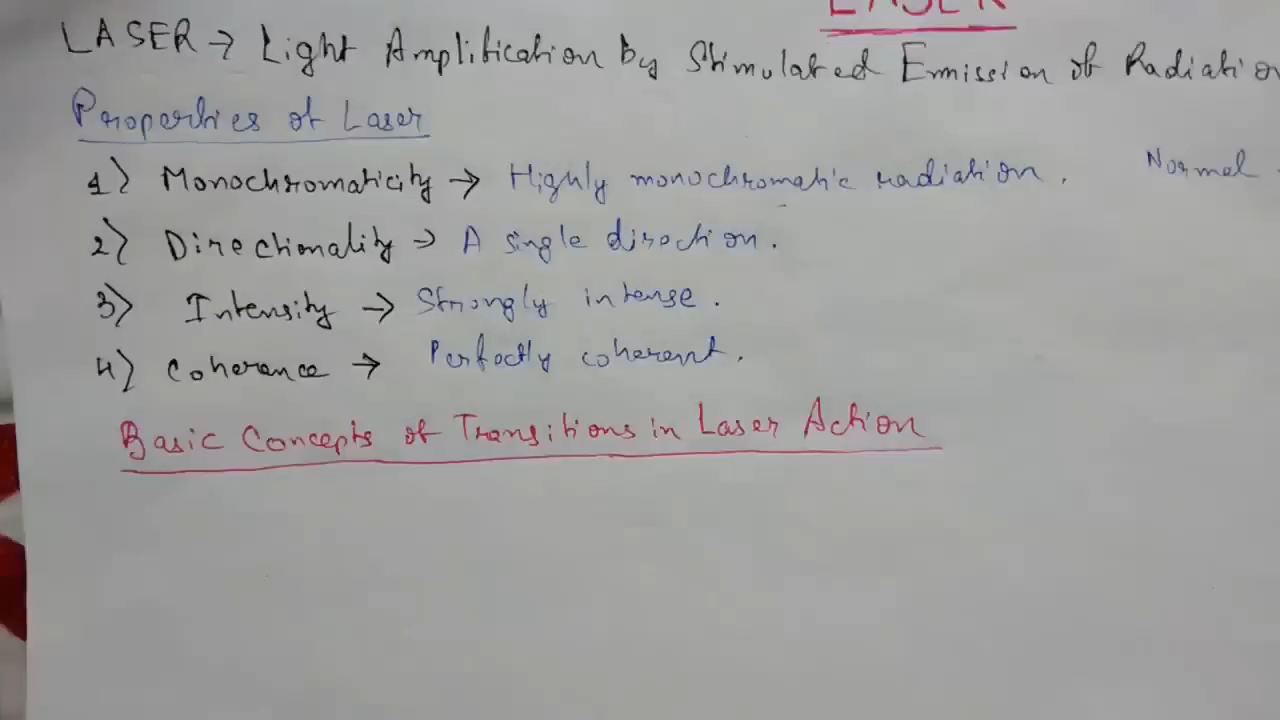 LASER
LASER → Light Amplification by Stimulated Emission of Radiation
Properties of Laser
1) Monochromaticity → Highly monochromatic radiation. Normal
2) Directionality → A single direction.
3) Intensity → Strongly intense.
4) Coherence → Perfectly coherent.
Basic Concepts of Transitions in Laser Action